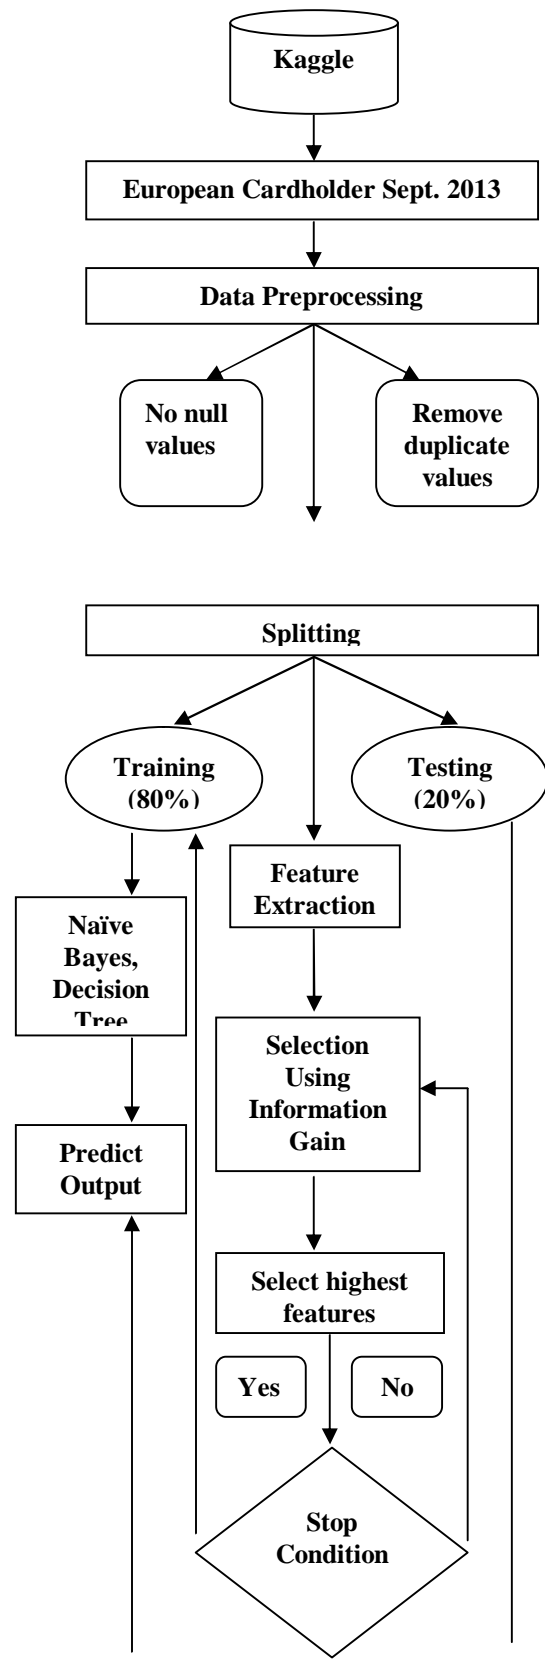 Kaggle
European Cardholder Sept. 2013
Data Preprocessing
No null
values
Remove
duplicate
values
Splitting
Training
(80%)
Testing
(20%)
Feature
Extraction
Naïve
Bayes,
Decision
Tree
Selection
Using
Information
Gain
Predict
Output
Select highest
features
Yes
No
Stop
Condition